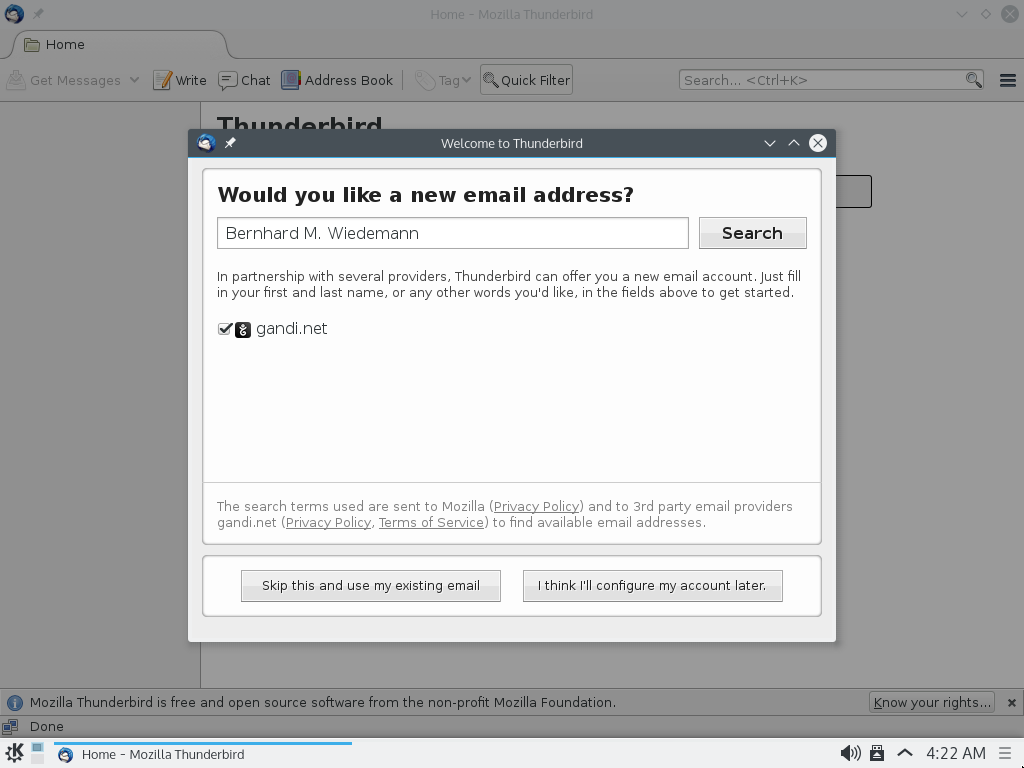 Home - Mozilla Thunderbird
Home
Get Messages Write Chat Address Book Tag Quick Filter Search... <Ctrl+K>
Thunderbird
Welcome to Thunderbird
Would you like a new email address?
Bernhard M. Wiedemann Search
In partnership with several providers, Thunderbird can offer you a new email account. Just fill
in your first and last name, or any other words you'd like, in the fields above to get started.
gandi.net
The search terms used are sent to Mozilla (Privacy Policy) and to 3rd party email providers
gandi.net (Privacy Policy, Terms of Service) to find available email addresses.
Skip this and use my existing email I think I'll configure my account later.
Mozilla Thunderbird is free and open source software from the non-profit Mozilla Foundation. Know your rights...
Done
Home - Mozilla Thunderbird 4:22 AM